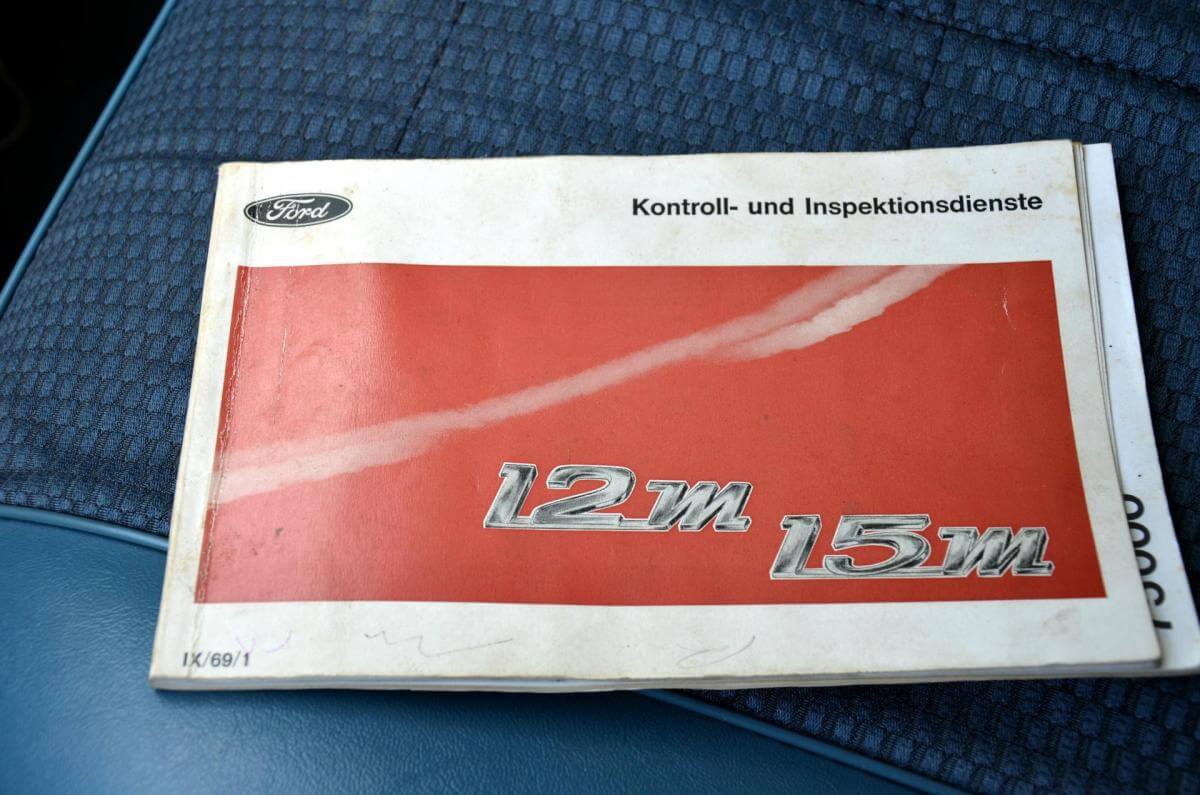 Ford
Kontroll- und Inspektionsdienste
12m
15m
IX/69/1